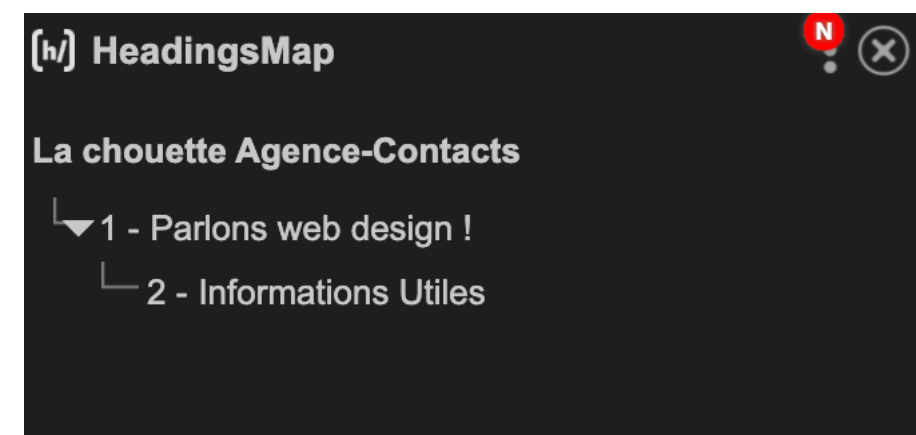 [h/] HeadingsMap
N
La chouette Agence-Contacts
1 - Parlons web design !
2 - Informations Utiles